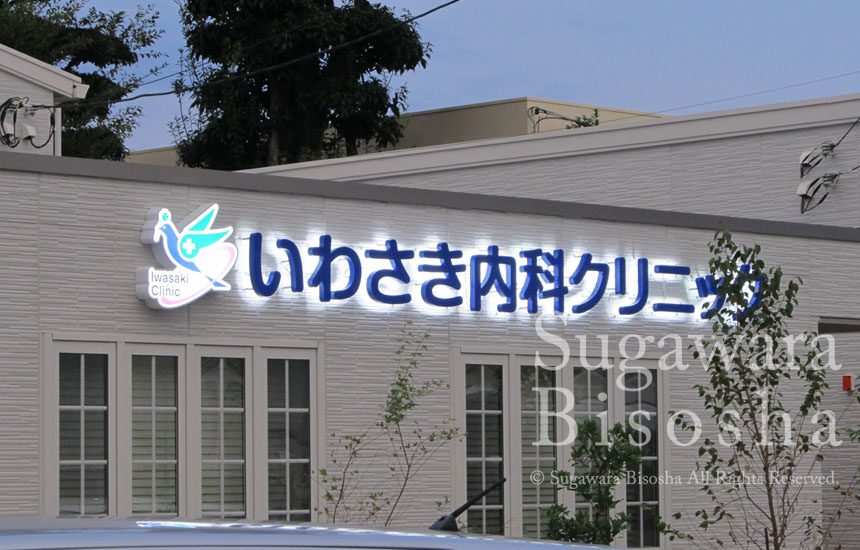 いわさき内科クリニック
Iwasaki
Clinic
Sugawara
Bisosha
© Sugawara Bisosha All Rights Reserved.